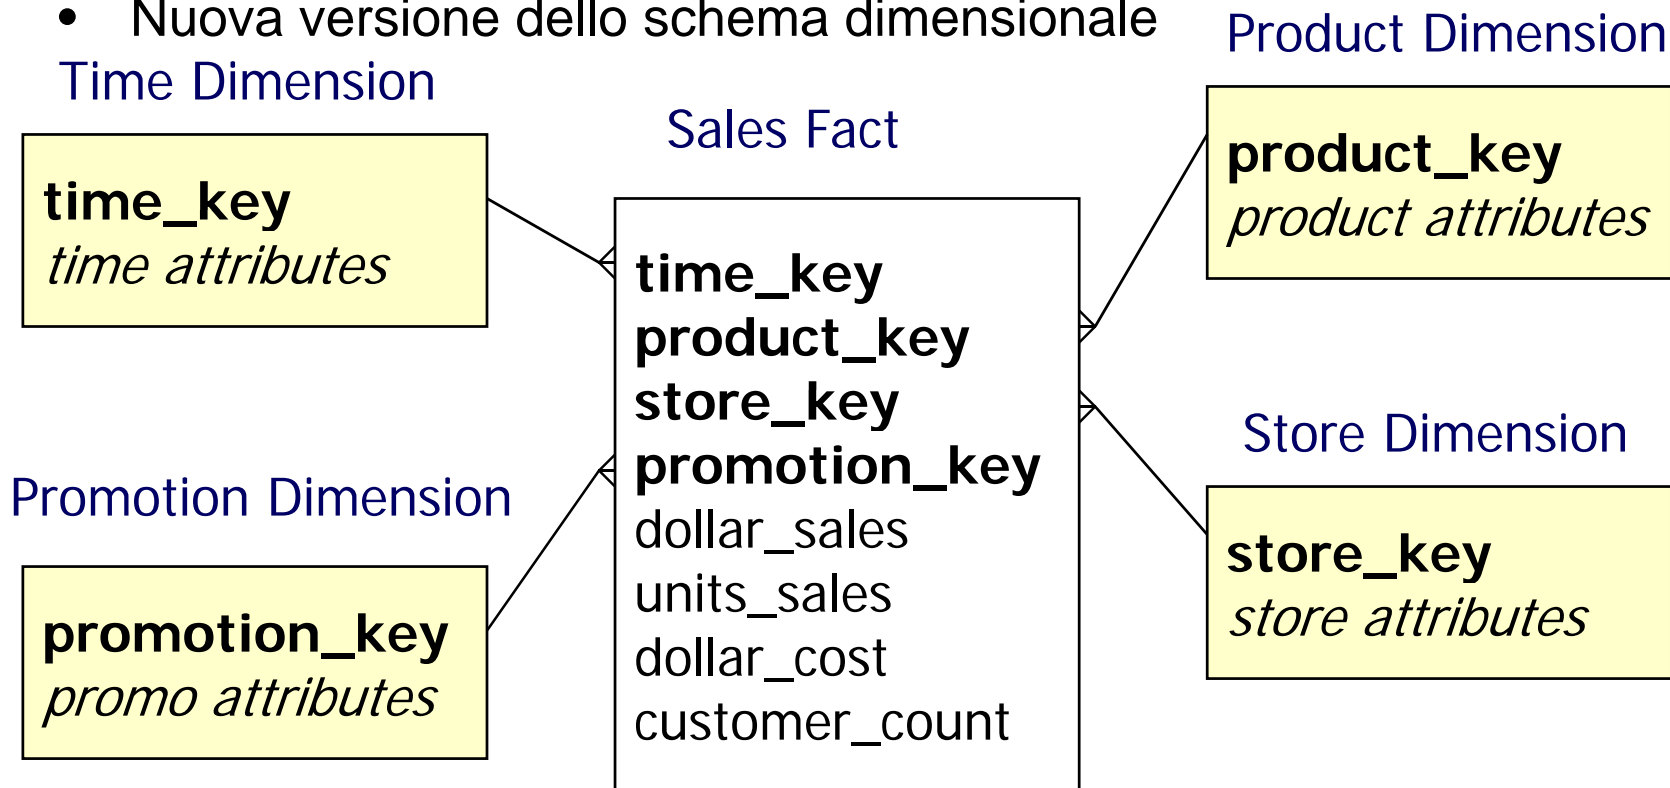 • Nuova versione dello schema dimensionale
Time Dimension
time_key
time attributes
Promotion Dimension
promotion_key
promo attributes
Sales Fact
time_key
product_key
store_key
promotion_key
dollar_sales
units_sales
dollar_cost
customer_count
Product Dimension
product_key
product attributes
Store Dimension
store_key
store attributes